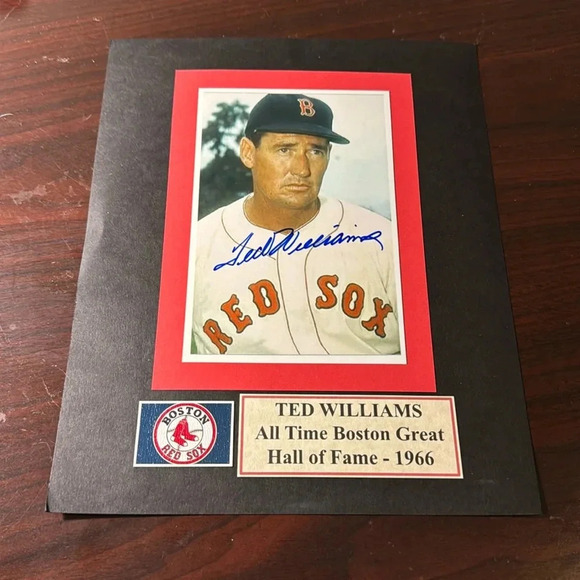 B
Ted Williams
RED SOX
BOSTON
RED SOX
TED WILLIAMS
All Time Boston Great
Hall of Fame - 1966